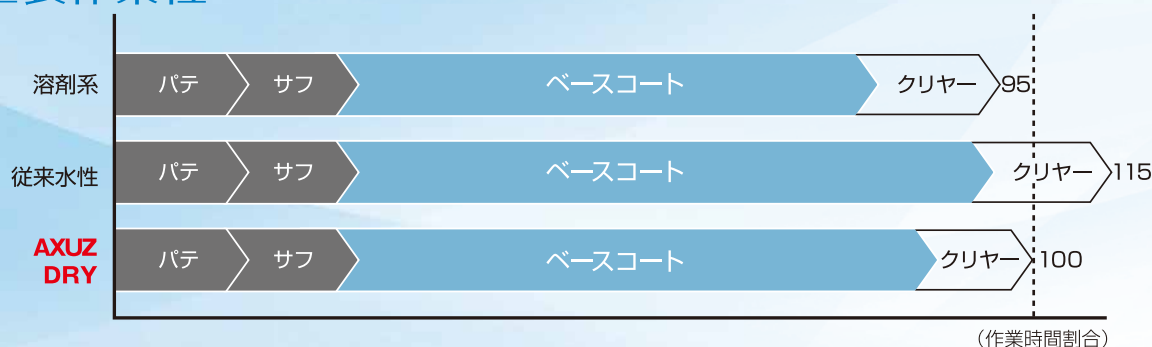 溶剤系 パテ サフ ベースコート クリヤー 95
従来水性 パテ サフ ベースコート クリヤー 115
AXUZ
DRY
パテ サフ ベースコート クリヤー 100
(作業時間割合)